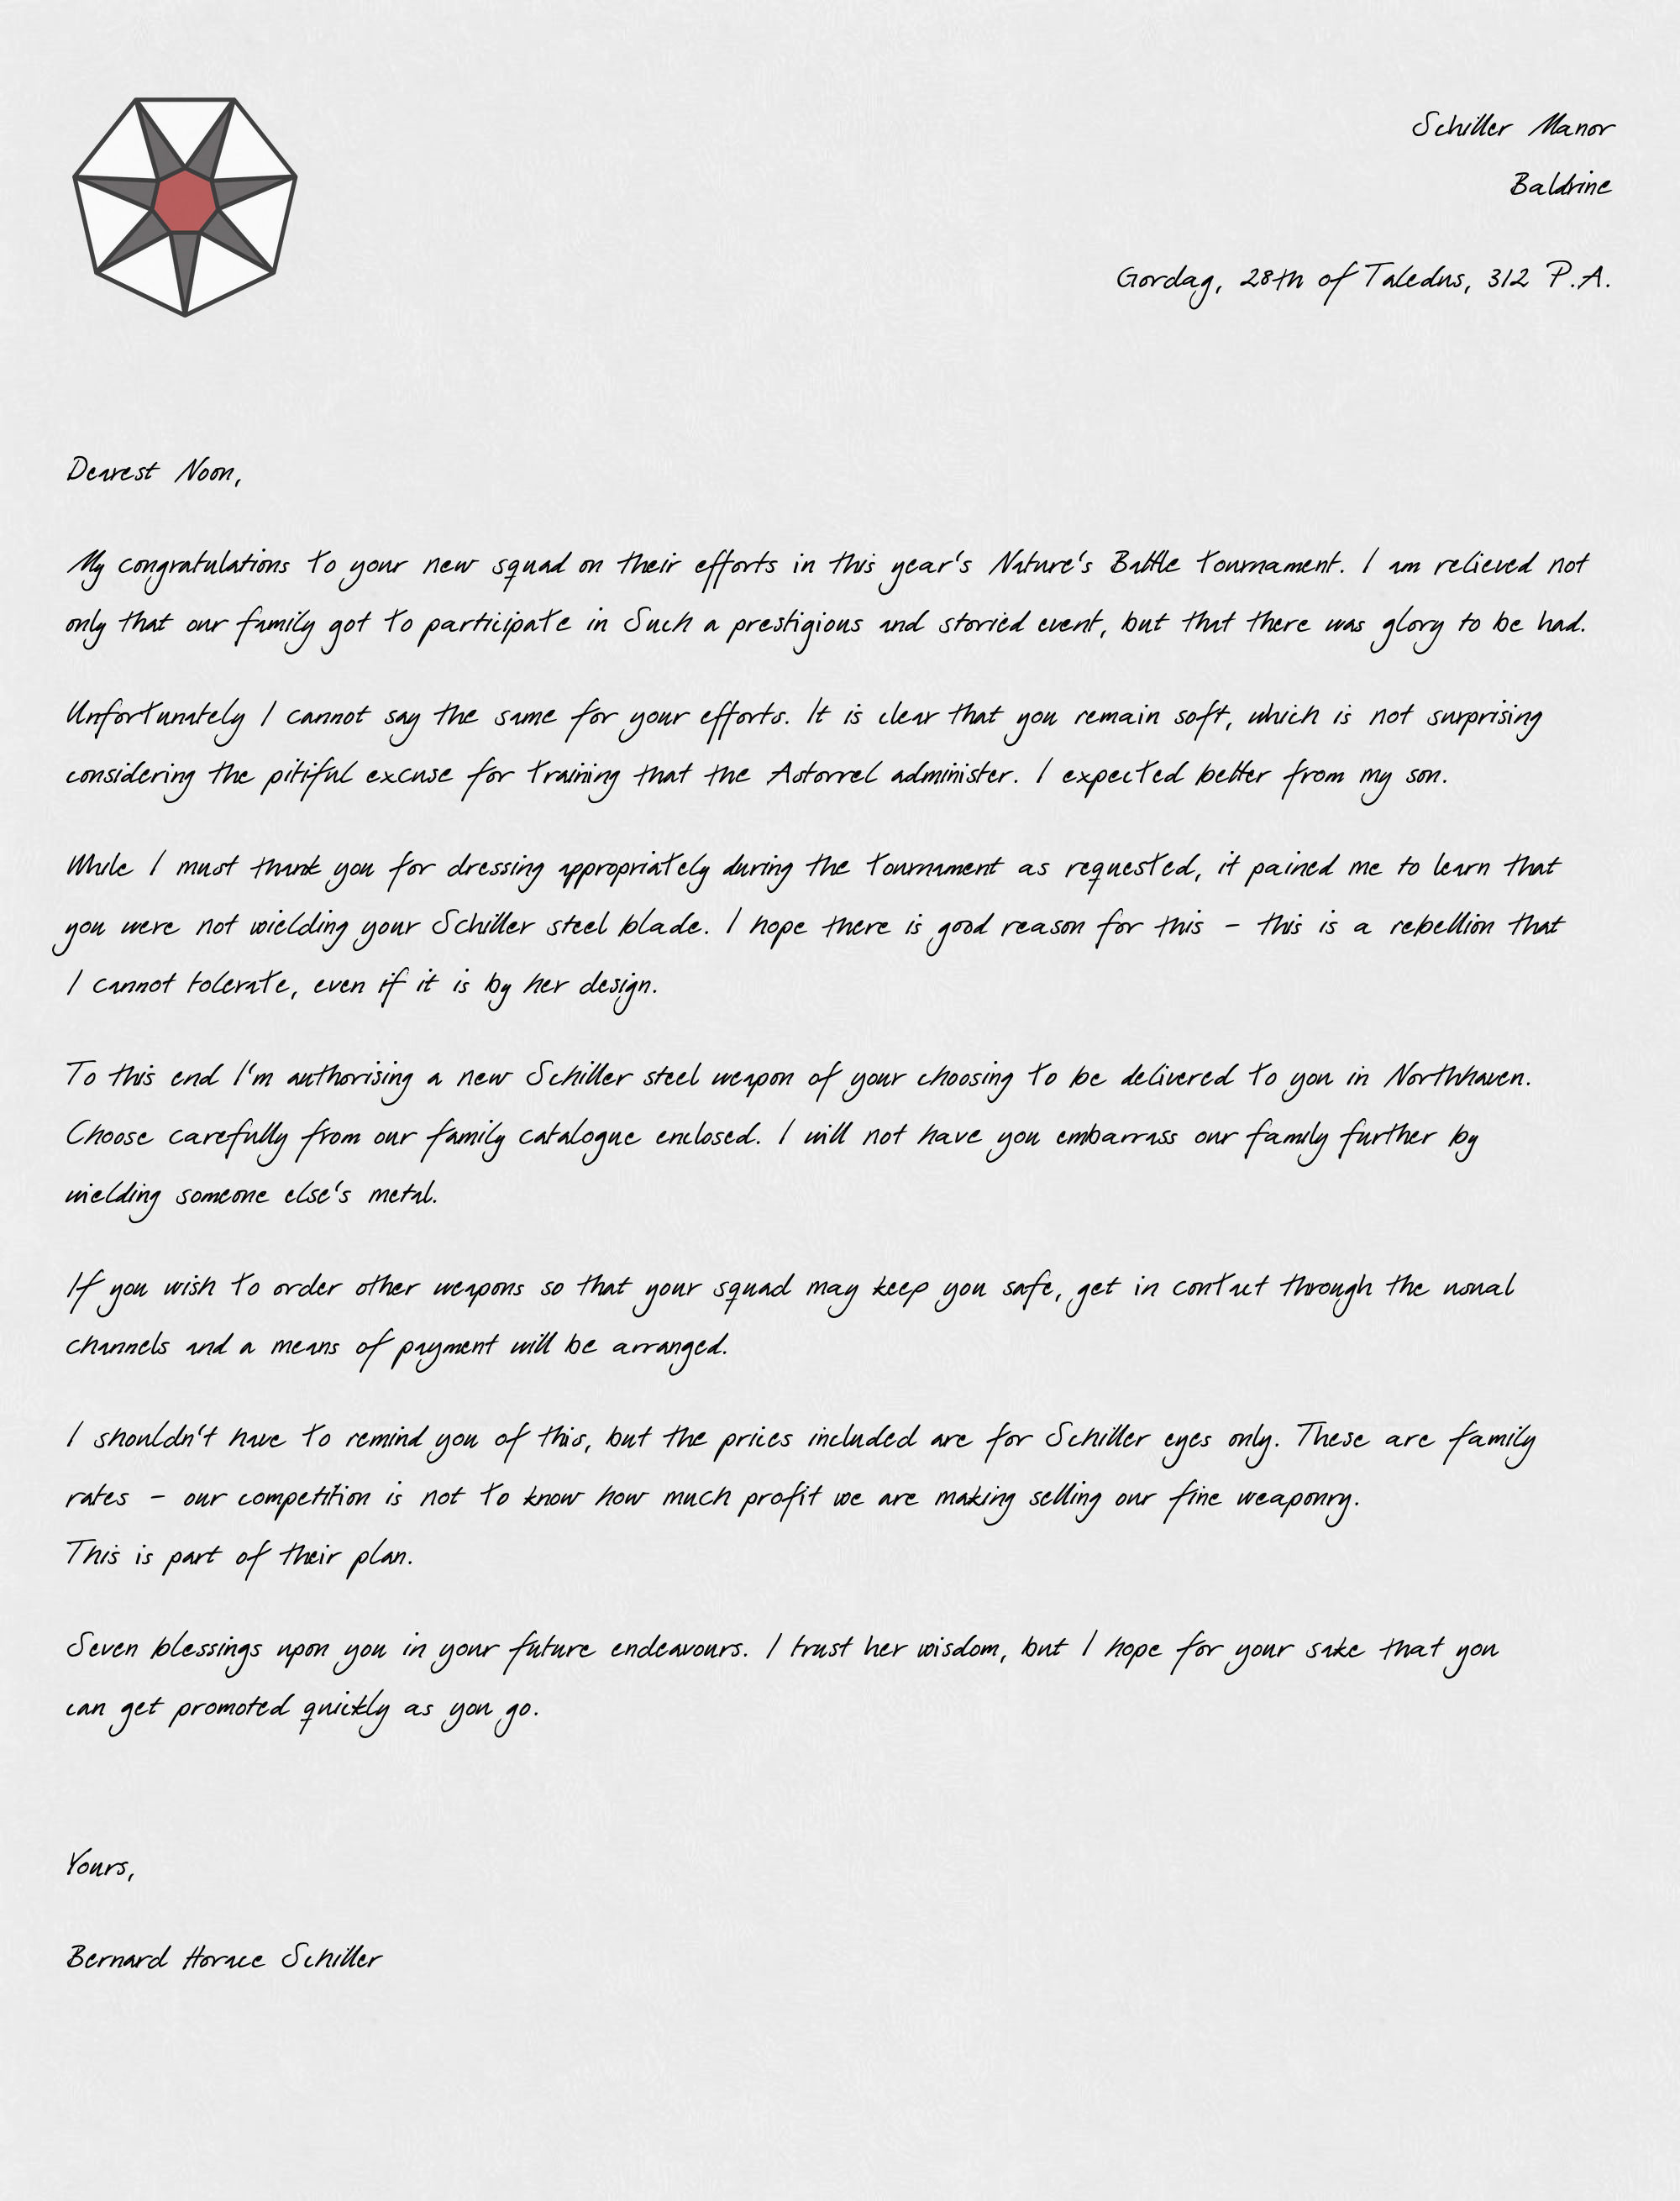 Schiller Manor
Baldrine
Gordag, 28th of Taledus, 312 P.A.
Dearest Noon,
My congratulations to your new squad on their efforts in this year's Nature's Battle tournament. I am relieved not
only that our family got to participate in Such a prestigious and storied event, but that there was glory to be had.
Unfortunately I cannot say the same for your efforts. It is clear that you remain soft, which is not surprising
considering the pitiful excuse for training that the Astorrel administer. I expected better from my son.
While I must thank you for dressing appropriately during the tournament as requested, it pained me to learn that
you were not wielding your Schiller steel blade. I hope there is good reason for this - this is a rebellion that
I cannot tolerate, even if it is by her design.
To this end I'm authorising a new Schiller steel weapon of your choosing to be delivered to you in Northhaven.
Choose carefully from our family catalogue enclosed. I will not have you embarrass our family further by
wielding someone else's metal.
If you wish to order other weapons so that your squad may keep you safe, get in contact through the usual
channels and a means of payment will be arranged.
I shouldn't have to remind you of this, but the prices included are for Schiller eyes only. These are family
rates - our competition is not to know how much profit we are making selling our fine weaponry.
This is part of their plan.
Seven blessings upon you in your future endeavours. I trust her wisdom, but I hope for your sake that you
can get promoted quickly as you go.
Yours,
Bernard Horace Schiller